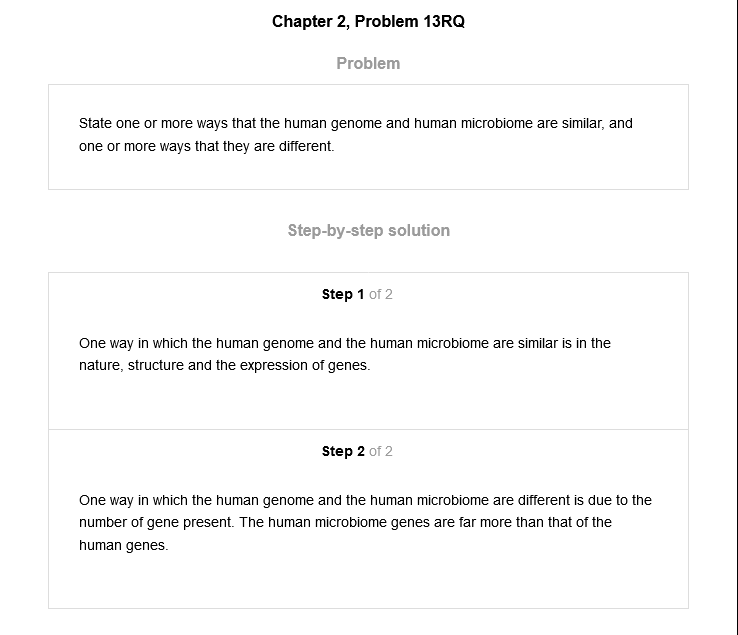 Chapter 2, Problem 13RQ
Problem
State one or more ways that the human genome and human microbiome are similar, and
one or more ways that they are different.
Step-by-step solution
Step 1 of 2
One way in which the human genome and the human microbiome are similar is in the
nature, structure and the expression of genes.
Step 2 of 2
One way in which the human genome and the human microbiome are different is due to the
number of gene present. The human microbiome genes are far more than that of the
human genes.